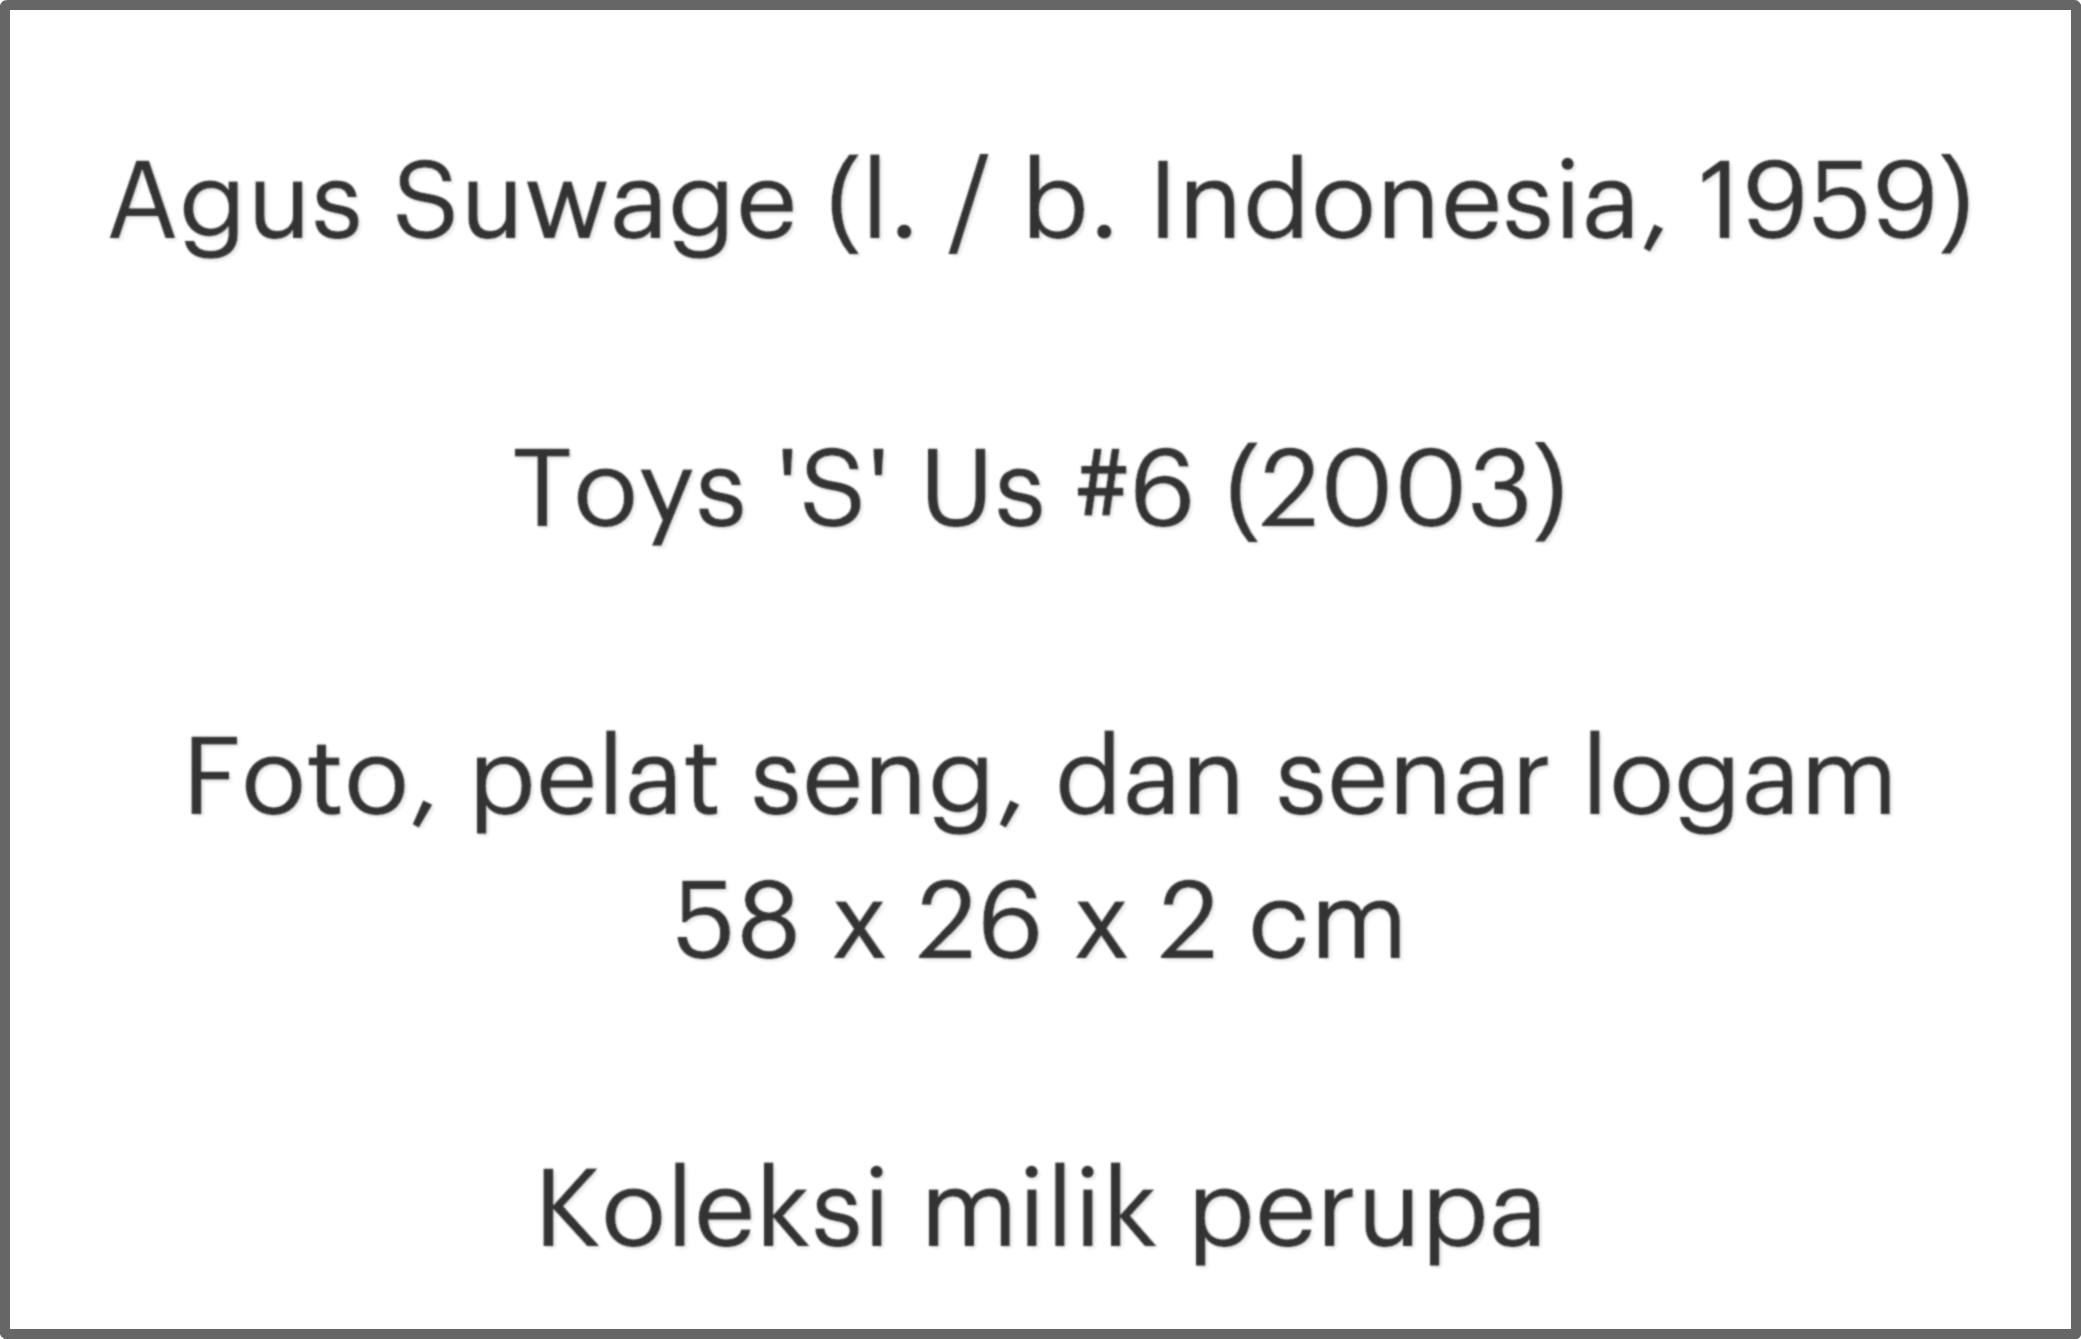 Agus Suwage (l. / b. Indonesia, 1959)
Toys 'S' Us #6 (2003)
Foto, pelat seng, dan senar logam
58 x 26 x 2 cm
Koleksi milik perupa